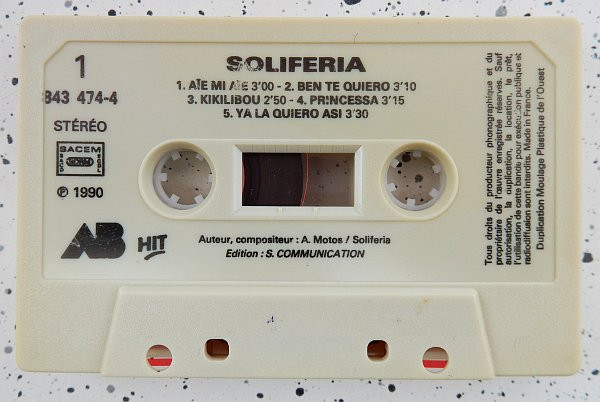 SOLIFERIA
1
843 474-4
STÉRÉO
1. AÏE MI AÏE 3'00 - 2. BEN TE QUIERO 3'10
3. KIKILIBOU 2'50 - 4. PRINCESSA 3'15
5. YA LA QUIERO ASI 3'30
SACEM
℗ 1990
AB
HIT
Auteur, compositeur : A. Motos / Soliferia
Edition : S. COMMUNICATION
Tous droits du producteur phonographique et du
propriétaire de l'œuvre enregistrée réservés. Sauf
autorisation, la duplication, la location, le prêt,
l'utilisation de cette bande pour exécution publique et
radiodiffusion sont interdits. Made in France.
Duplication Moulage Plastique de l'Ouest